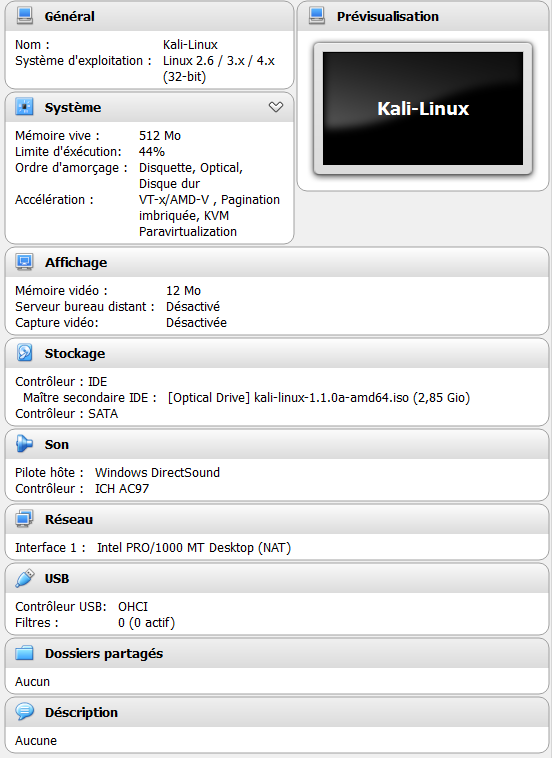 Général
Nom : Kali-Linux
Système d'exploitation : Linux 2.6 / 3.x / 4.x
(32-bit)
Prévisualisation
Kali-Linux
Système
Mémoire vive : 512 Mo
Limite d'éxécution: 44%
Ordre d'amorçage : Disquette, Optical,
Disque dur
Accélération : VT-x/AMD-V , Pagination
imbriquée, KVM
Paravirtualization
Affichage
Mémoire vidéo : 12 Mo
Serveur bureau distant : Désactivé
Capture vidéo: Désactivée
Stockage
Contrôleur : IDE
Maître secondaire IDE : [Optical Drive] kali-linux-1.1.0a-amd64.iso (2,85 Gio)
Contrôleur : SATA
Son
Pilote hôte : Windows DirectSound
Contrôleur : ICH AC97
Réseau
Interface 1 : Intel PRO/1000 MT Desktop (NAT)
USB
Contrôleur USB: OHCI
Filtres : 0 (0 actif)
Dossiers partagés
Aucun
Déscription
Aucune